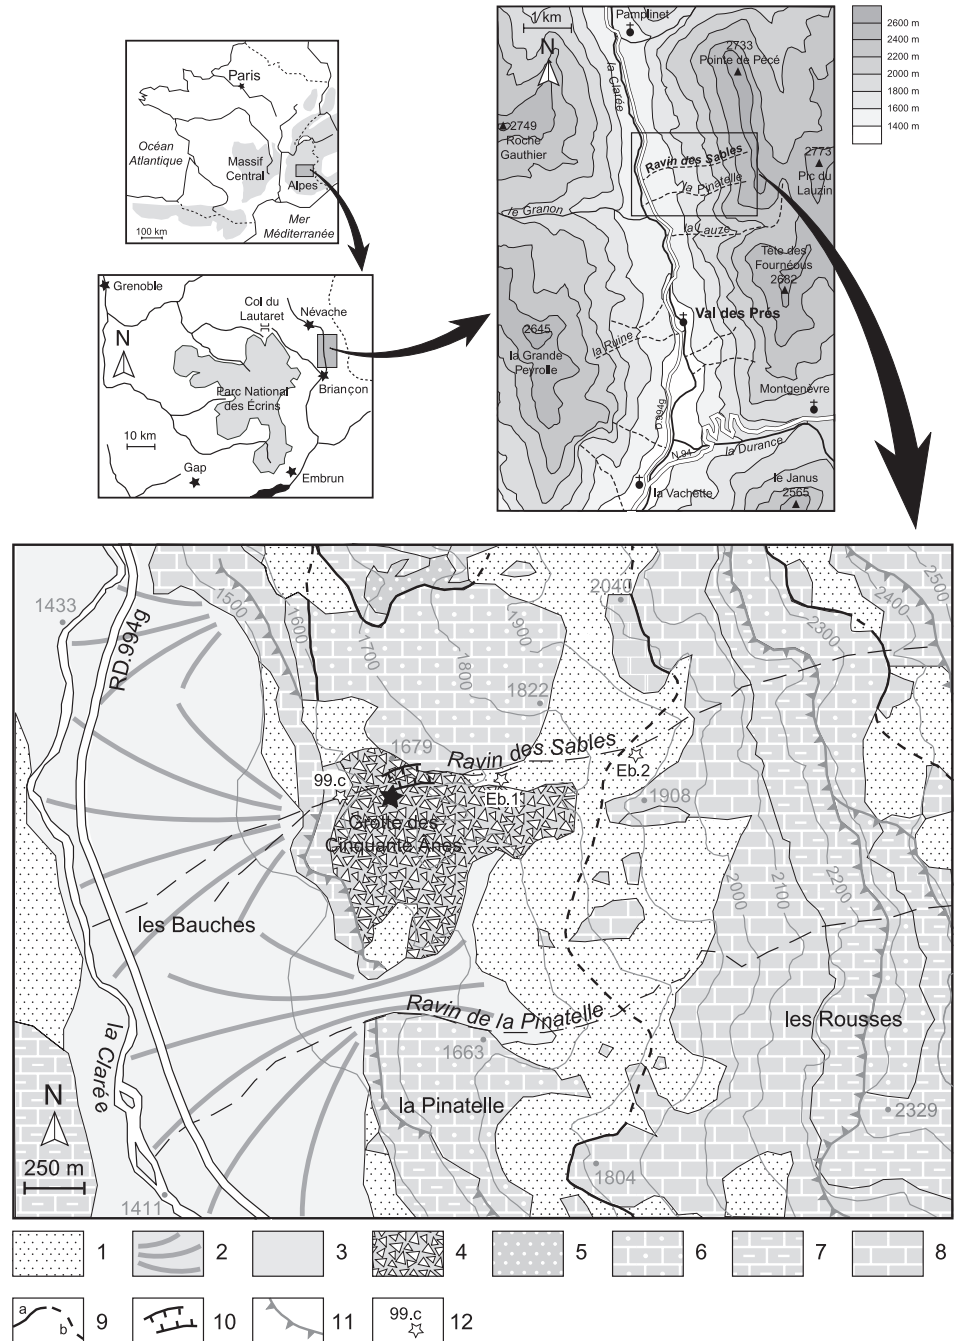 Paris
Océan
Atlantique
Massif
Central
Alpes
Mer
Méditerranée
100 km
Grenoble
Col du
Lautaret
Névache
N
Parc National
des Écrins
Briançon
10 km
Gap
Embrun
1 km
N
Pamplinet
la Clarée
2733
Pointe de Pécé
2749
Roche
Gauthier
Ravin des Sables
la Pinatelle
2773
Pic du
Lauzin
le Granon
la Lauze
Tête des
Fournéous
2682
Val des Prés
2645
la Grande
Peyrolle
la Ruine
Montgenèvre
D.994g
N.94
la Durance
la Vachette
le Janus
2565
2600 m
2400 m
2200 m
2000 m
1800 m
1600 m
1400 m
1433
RD.994g
1500
1600
1700
1800
1900
2040
2300
2400
2500
1822
1679
Ravin des Sables
99.c
Eb.1
Eb.2
1908
Grotte des
Cinquante Ânes
les Bauches
2000
2100
2200
Ravin de la Pinatelle
les Rousses
la Clarée
1663
la Pinatelle
2329
N
250 m
1804
1411
1
2
3
4
5
6
7
8
a
b
9
10
11
99.c
12